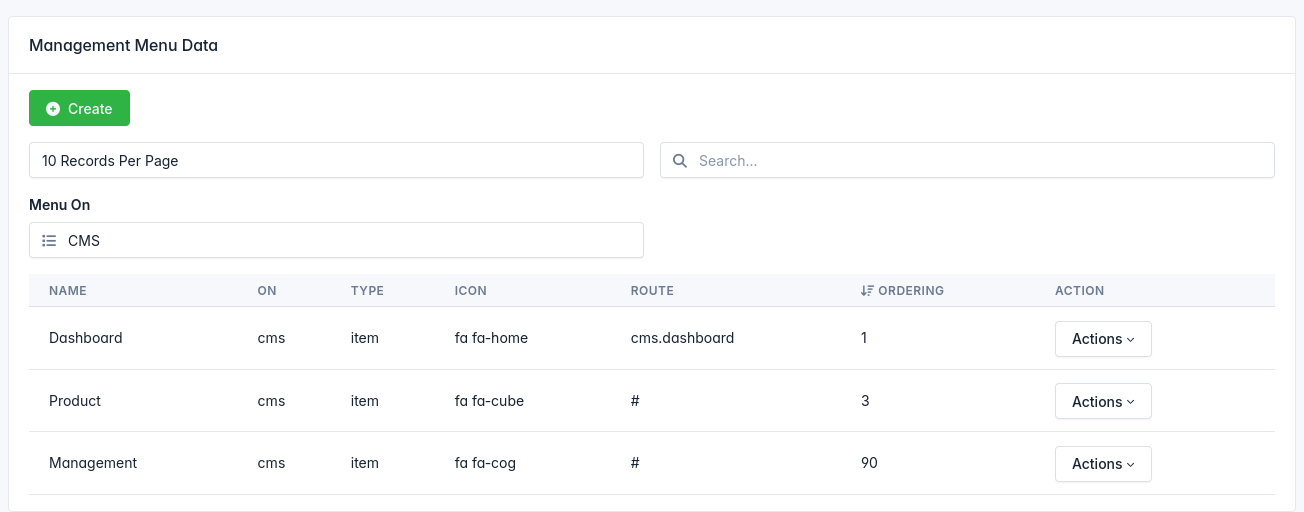 Management Menu Data
Create
10 Records Per Page
Search...
Menu On
CMS
NAME ON TYPE ICON ROUTE ORDERING ACTION
Dashboard cms item fa fa-home cms.dashboard 1 Actions
Product cms item fa fa-cube # 3 Actions
Management cms item fa fa-cog # 90 Actions